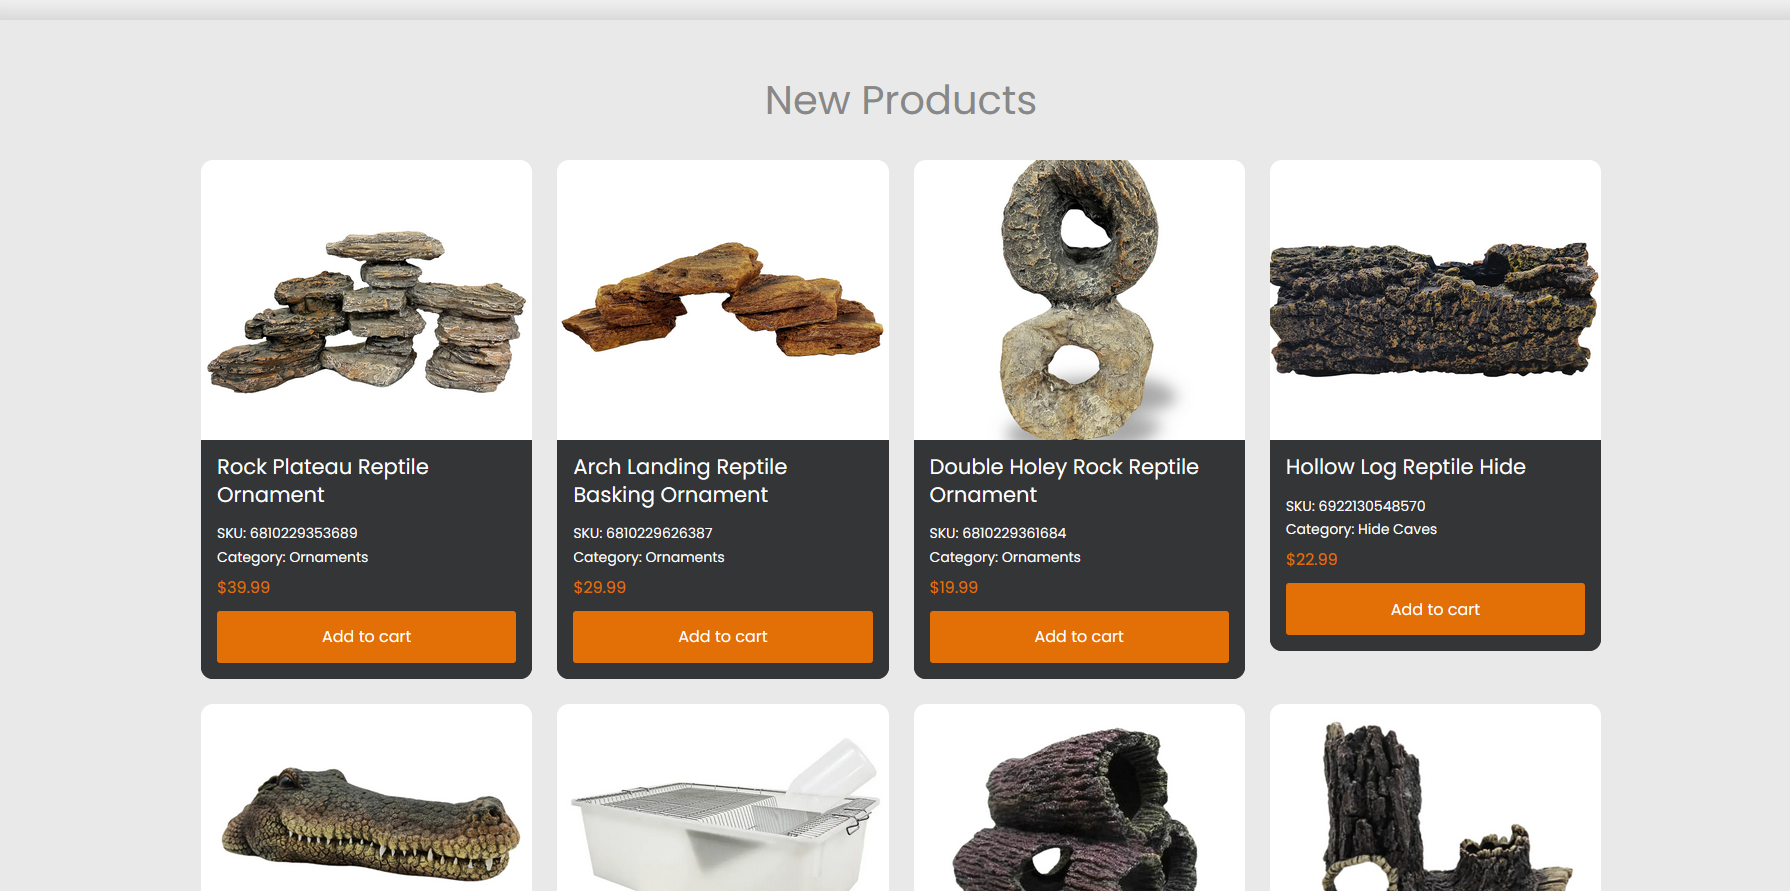 New Products
Rock Plateau Reptile
Ornament
SKU: 6810229353689
Category: Ornaments
$39.99
Add to cart
Arch Landing Reptile
Basking Ornament
SKU: 6810229626387
Category: Ornaments
$29.99
Add to cart
Double Holey Rock Reptile
Ornament
SKU: 6810229361684
Category: Ornaments
$19.99
Add to cart
Hollow Log Reptile Hide
SKU: 6922130548570
Category: Hide Caves
$22.99
Add to cart